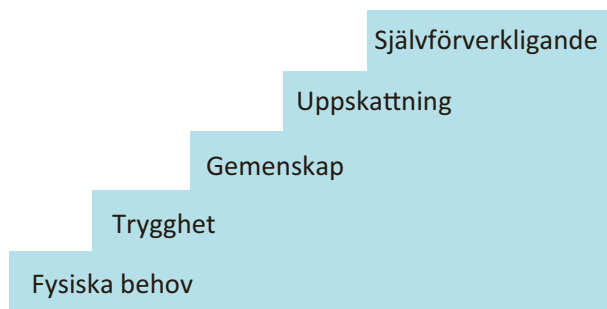 Självförverkligande
Uppskattning
Gemenskap
Trygghet
Fysiska behov